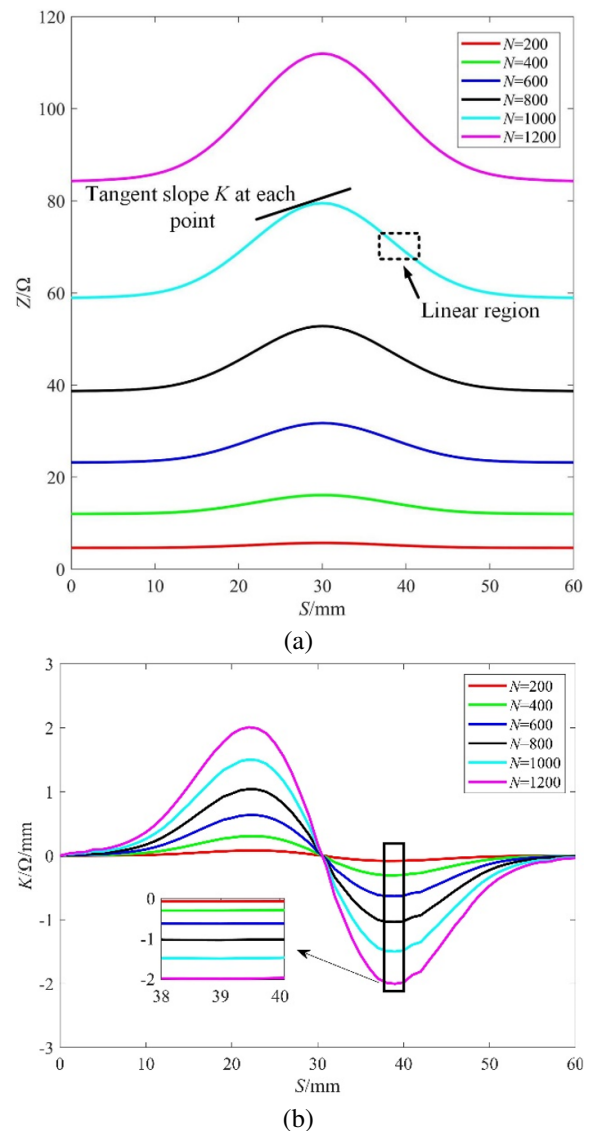 120
100
80
60
40
20
0
Z/Ω
N=200
N=400
N=600
N=800
N=1000
N=1200
Tangent slope K at each
point
Linear region
0 10 20 30 40 50 60
S/mm
(a)
3
2
1
0
-1
-2
-3
K/Ω/mm
N=200
N=400
N=600
N=800
N=1000
N=1200
0
-1
-2
38 39 40
0 10 20 30 40 50 60
S/mm
(b)